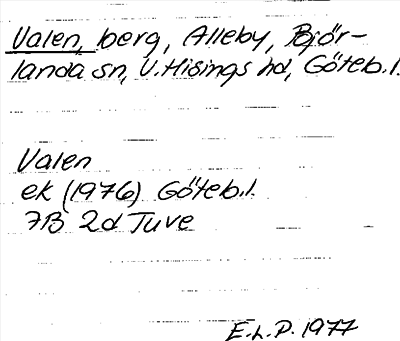 Valen, berg, Alleby, Björ-
landa sn, V. Hisings hd, Göteb. l.
Valen
ek (1976) Göteb. l.
7B 2d Tuve
E.L.P. 1977